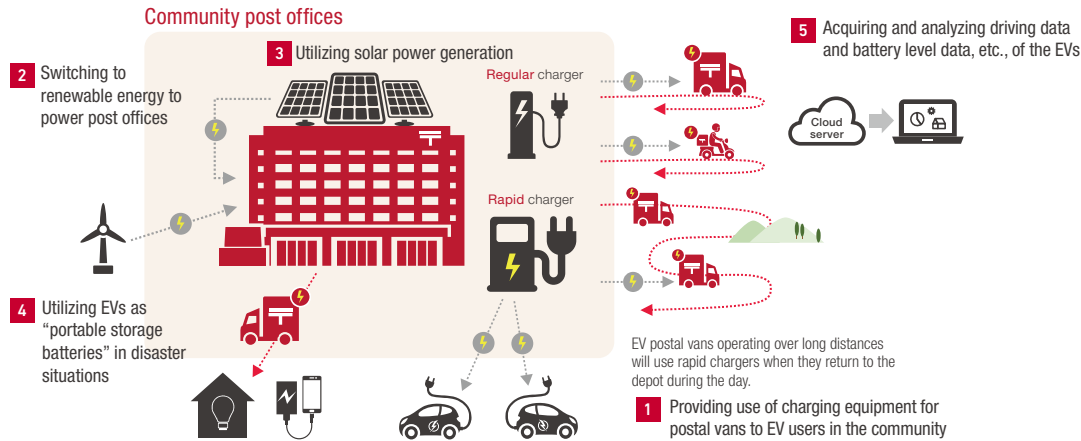 Community post offices
3 Utilizing solar power generation
5 Acquiring and analyzing driving data
and battery level data, etc., of the EVs
2 Switching to
renewable energy to
power post offices
Regular charger
Cloud
server
Rapid charger
4 Utilizing EVs as
“portable storage
batteries” in disaster
situations
EV postal vans operating over long distances
will use rapid chargers when they return to the
depot during the day.
1 Providing use of charging equipment for
postal vans to EV users in the community